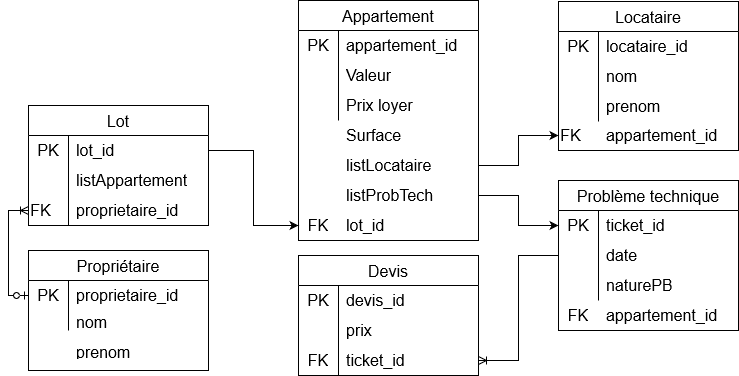 Appartement
PK appartement_id
Valeur
Prix loyer
Surface
listLocataire
listProbTech
FK lot_id
Locataire
PK locataire_id
nom
prenom
FK appartement_id
Lot
PK lot_id
listAppartement
FK proprietaire_id
Problème technique
PK ticket_id
date
naturePB
FK appartement_id
Propriétaire
PK proprietaire_id
nom
prenom
Devis
PK devis_id
prix
FK ticket_id